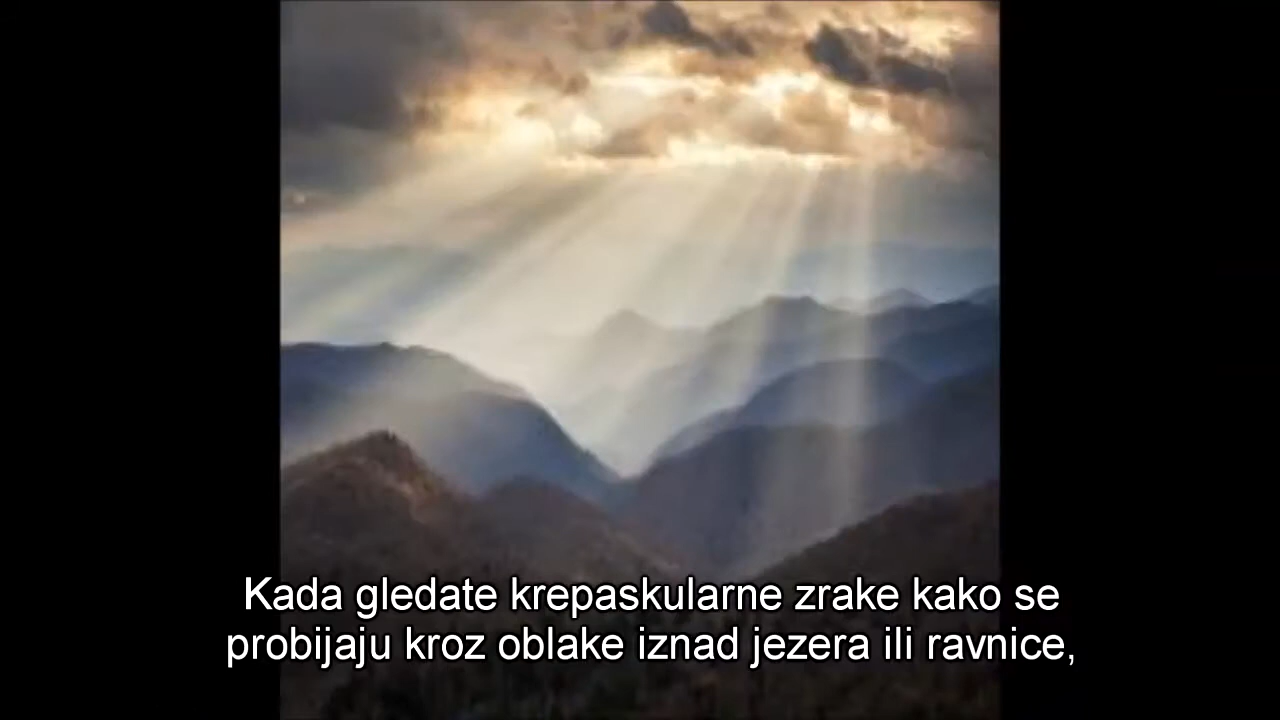 Kada gledate krepaskularne zrake kako se
probijaju kroz oblake iznad jezera ili ravnice,